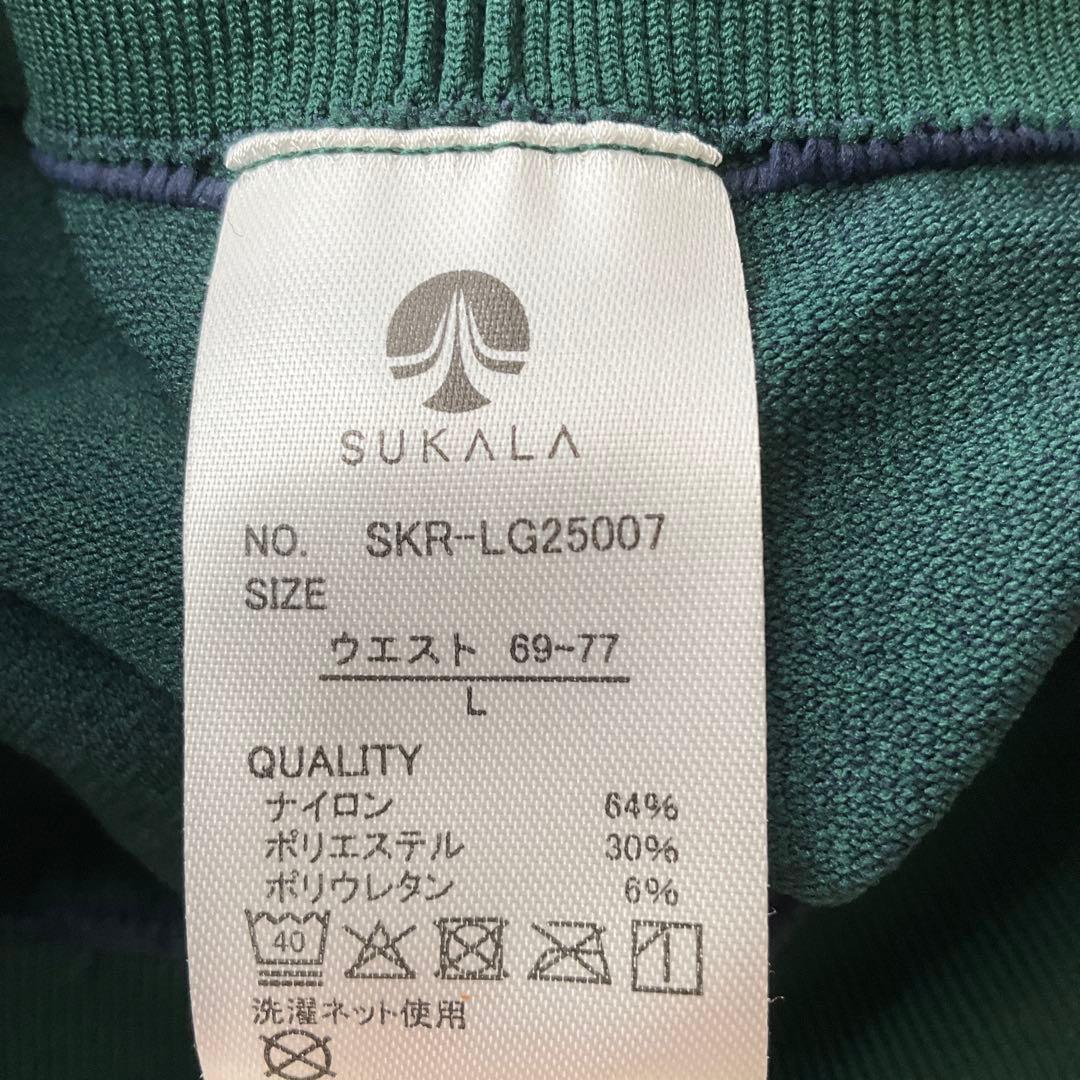 SUKALA
NO. SKR-LG25007
SIZE
ウエスト 69-77
L
QUALITY
ナイロン 64%
ポリエステル 30%
ポリウレタン 6%
40
洗濯ネット使用